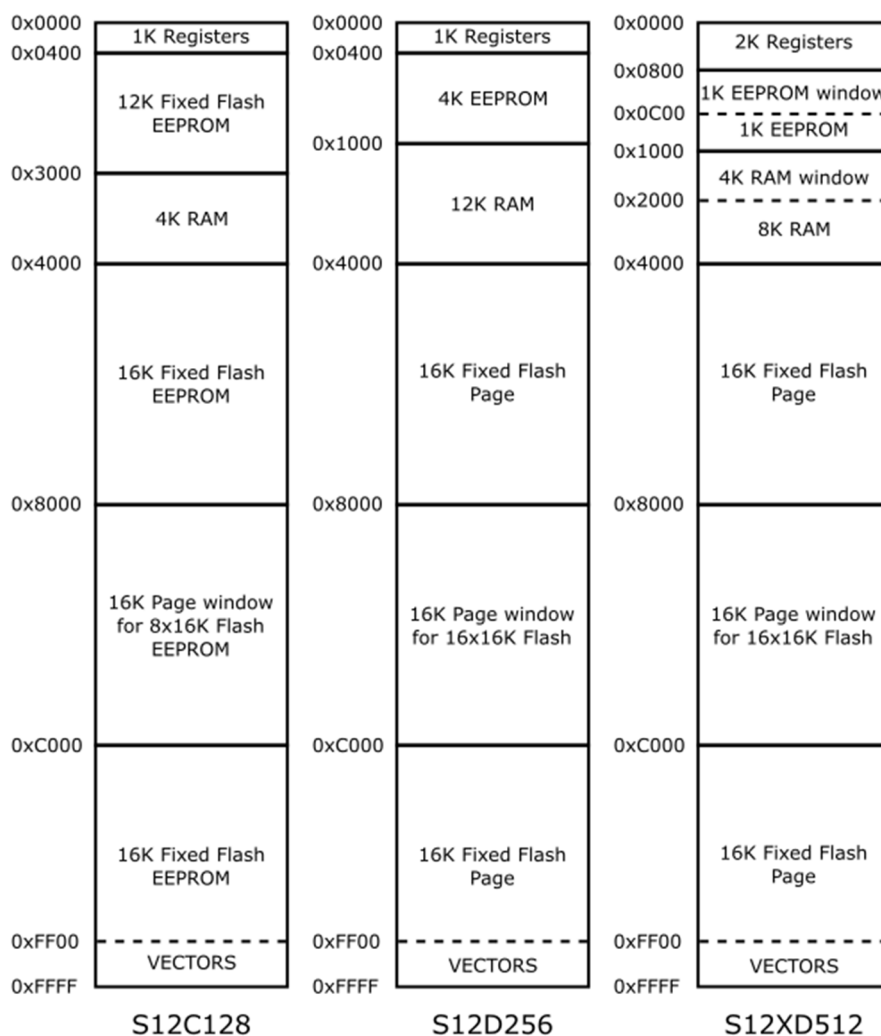 0x0000
1K Registers
0x0400
12K Fixed Flash
EEPROM
0x3000
4K RAM
0x4000
16K Fixed Flash
EEPROM
0x8000
16K Page window
for 8x16K Flash
EEPROM
0xC000
16K Fixed Flash
EEPROM
0xFF00
VECTORS
0xFFFF
S12C128
0x0000
1K Registers
0x0400
4K EEPROM
0x1000
12K RAM
0x4000
16K Fixed Flash
Page
0x8000
16K Page window
for 16x16K Flash
0xC000
16K Fixed Flash
Page
0xFF00
VECTORS
0xFFFF
S12D256
0x0000
2K Registers
0x0800
1K EEPROM window
0x0C00
1K EEPROM
0x1000
4K RAM window
0x2000
8K RAM
0x4000
16K Fixed Flash
Page
0x8000
16K Page window
for 16x16K Flash
0xC000
16K Fixed Flash
Page
0xFF00
VECTORS
0xFFFF
S12XD512